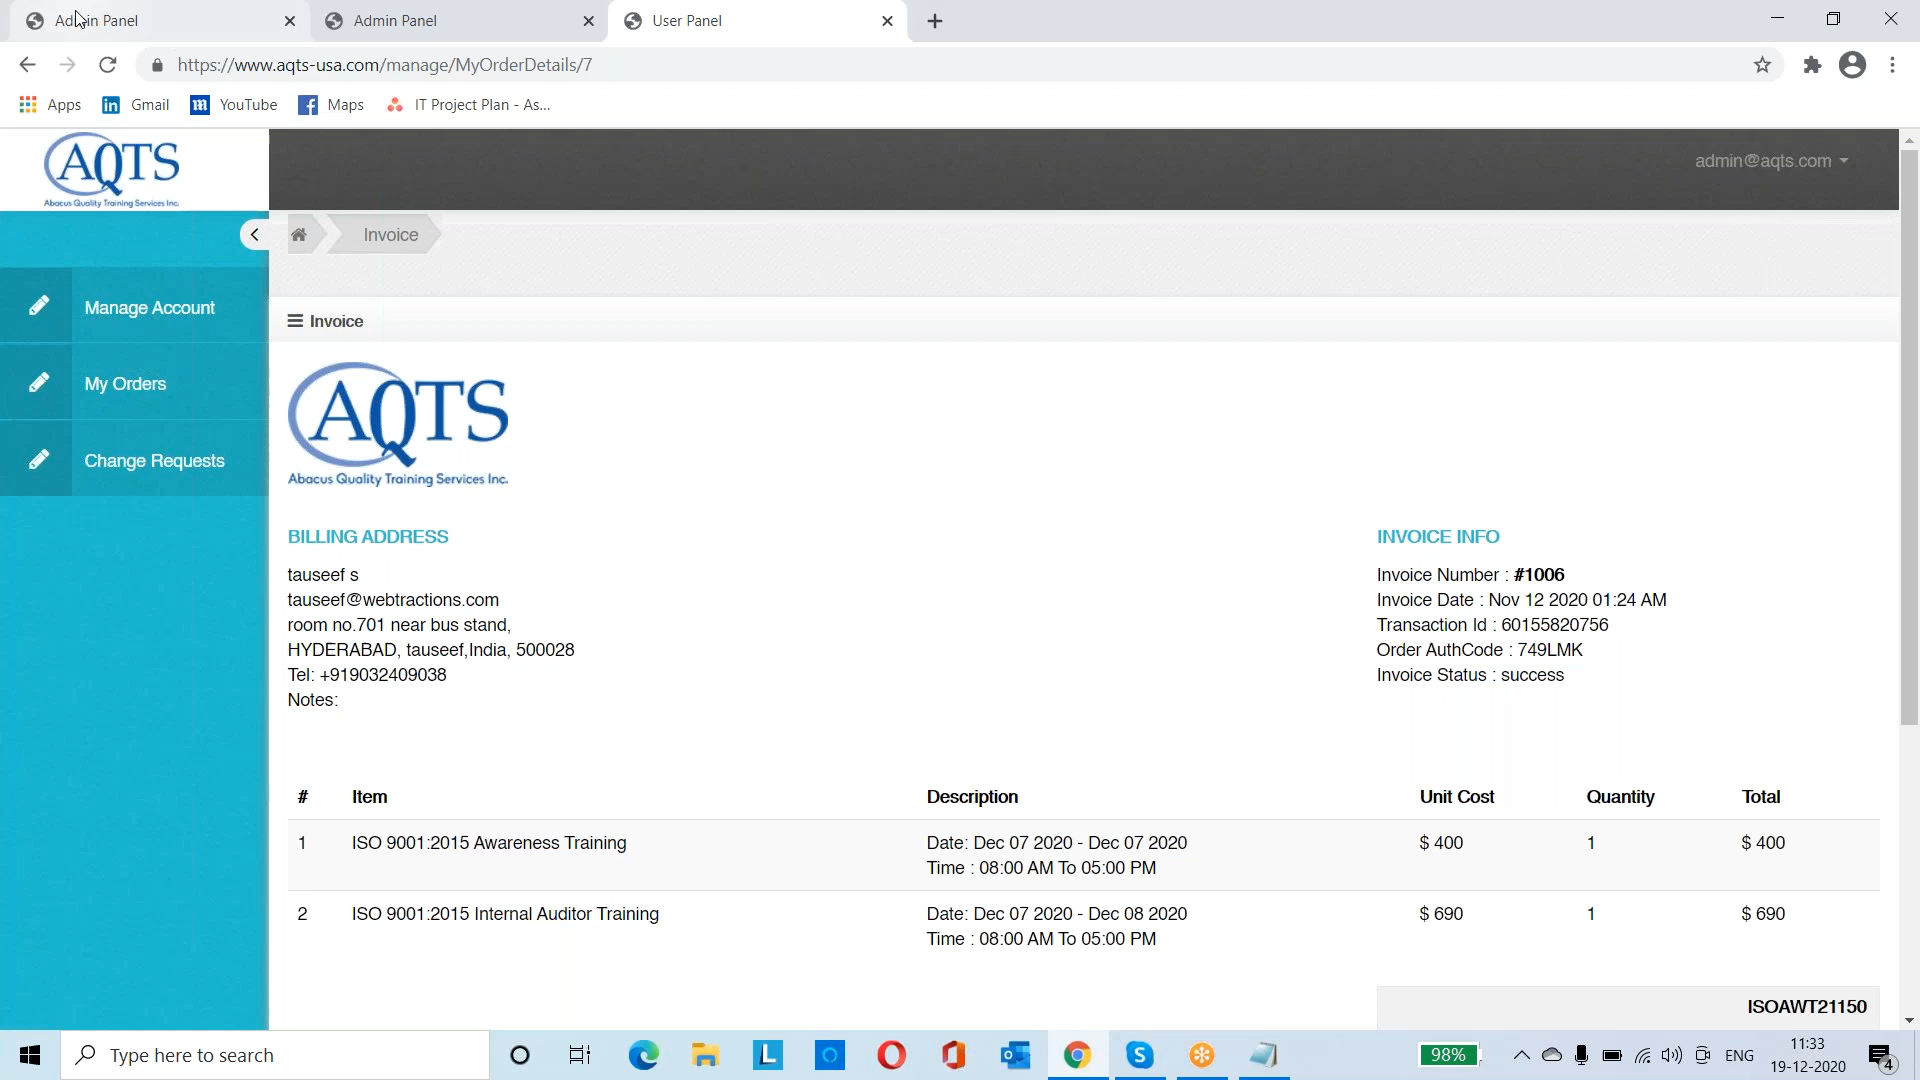 Admin Panel
Admin Panel
User Panel
https://www.aqts-usa.com/manage/MyOrderDetails/7
Apps
Gmail
YouTube
Maps
IT Project Plan - As...
AQTS
Abacus Quality Training Services Inc.
admin@aqts.com
Invoice
Manage Account
My Orders
Change Requests
Invoice
AQTS
Abacus Quality Training Services Inc.
BILLING ADDRESS
tauseef s
tauseef@webtractions.com
room no.701 near bus stand,
HYDERABAD, tauseef,India, 500028
Tel: +919032409038
Notes:
INVOICE INFO
Invoice Number : #1006
Invoice Date : Nov 12 2020 01:24 AM
Transaction Id : 60155820756
Order AuthCode : 749LMK
Invoice Status : success
# Item Description Unit Cost Quantity Total
1 ISO 9001:2015 Awareness Training Date: Dec 07 2020 - Dec 07 2020 $ 400 1 $ 400
Time : 08:00 AM To 05:00 PM
2 ISO 9001:2015 Internal Auditor Training Date: Dec 07 2020 - Dec 08 2020 $ 690 1 $ 690
Time : 08:00 AM To 05:00 PM
ISOAWT21150
Type here to search
98%
ENG
11:33
19-12-2020
4